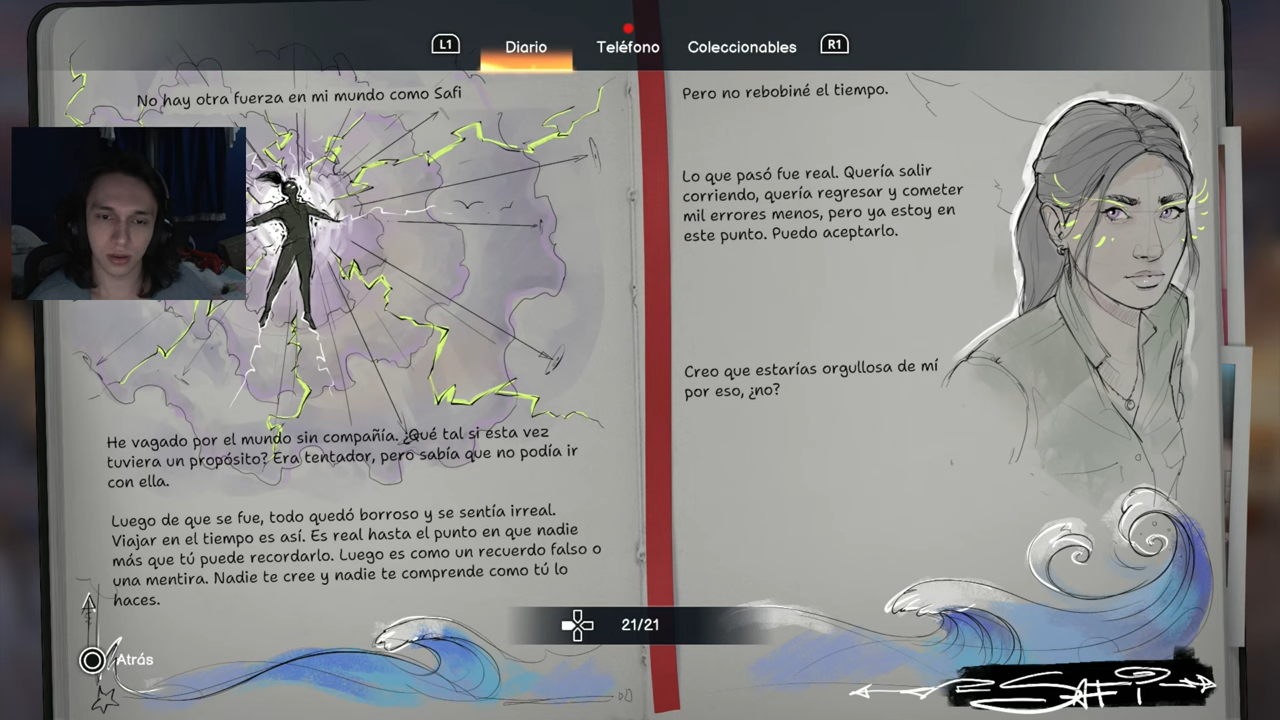 L1
Diario
Teléfono
Coleccionables
R1
No hay otra fuerza en mi mundo como Safi
He vagado por el mundo sin compañía. ¿Qué tal si esta vez
tuviera un propósito? Era tentador, pero sabía que no podía ir
con ella.
Luego de que se fue, todo quedó borroso y se sentía irreal.
Viajar en el tiempo es así. Es real hasta el punto en que nadie
más que tú puede recordarlo. Luego es como un recuerdo falso o
una mentira. Nadie te cree y nadie te comprende como tú lo
haces.
Pero no rebobiné el tiempo.
Lo que pasó fue real. Quería salir
corriendo, quería regresar y cometer
mil errores menos, pero ya estoy en
este punto. Puedo aceptarlo.
Creo que estarías orgullosa de mí
por eso, ¿no?
21/21
Atrás
SAFi